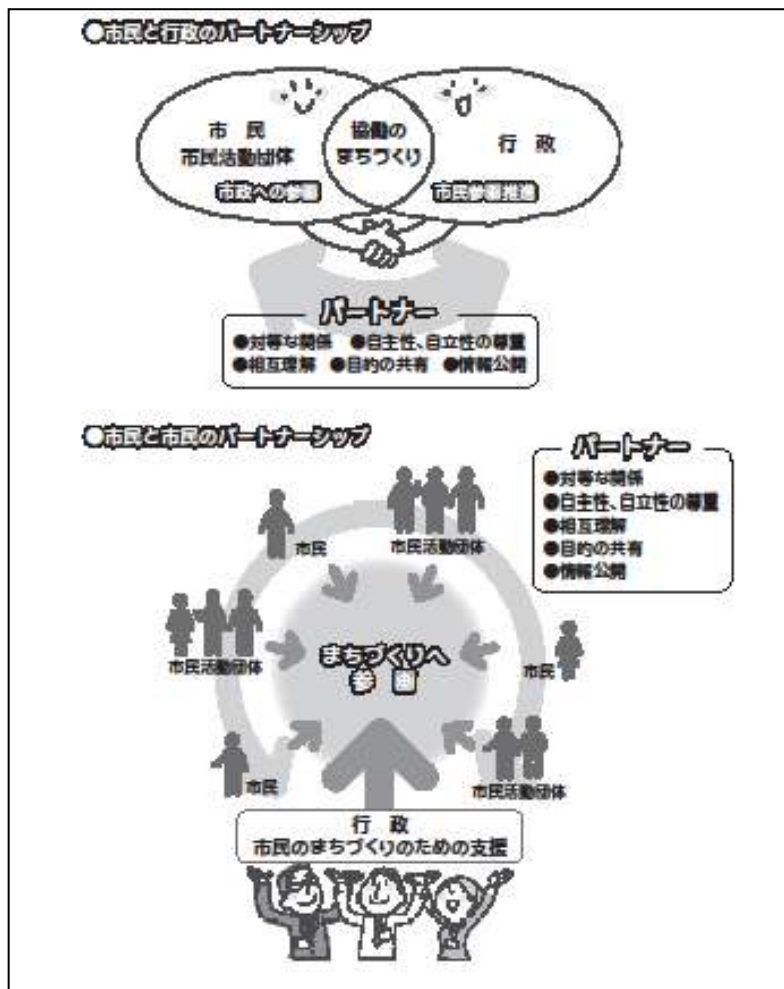 ●市民と行政のパートナーシップ
市 民
市民活動団体
市政への参画
協働の
まちづくり
行 政
市民参画推進
パートナー
●対等な関係 ●自主性、自立性の尊重
●相互理解 ●目的の共有 ●情報公開
●市民と市民のパートナーシップ
パートナー
●対等な関係
●自主性、自立性の尊重
●相互理解
●目的の共有
●情報公開
市民
市民活動団体
市民活動団体
まちづくりへ
参 画
市民
市民
市民活動団体
行 政
市民のまちづくりのための支援